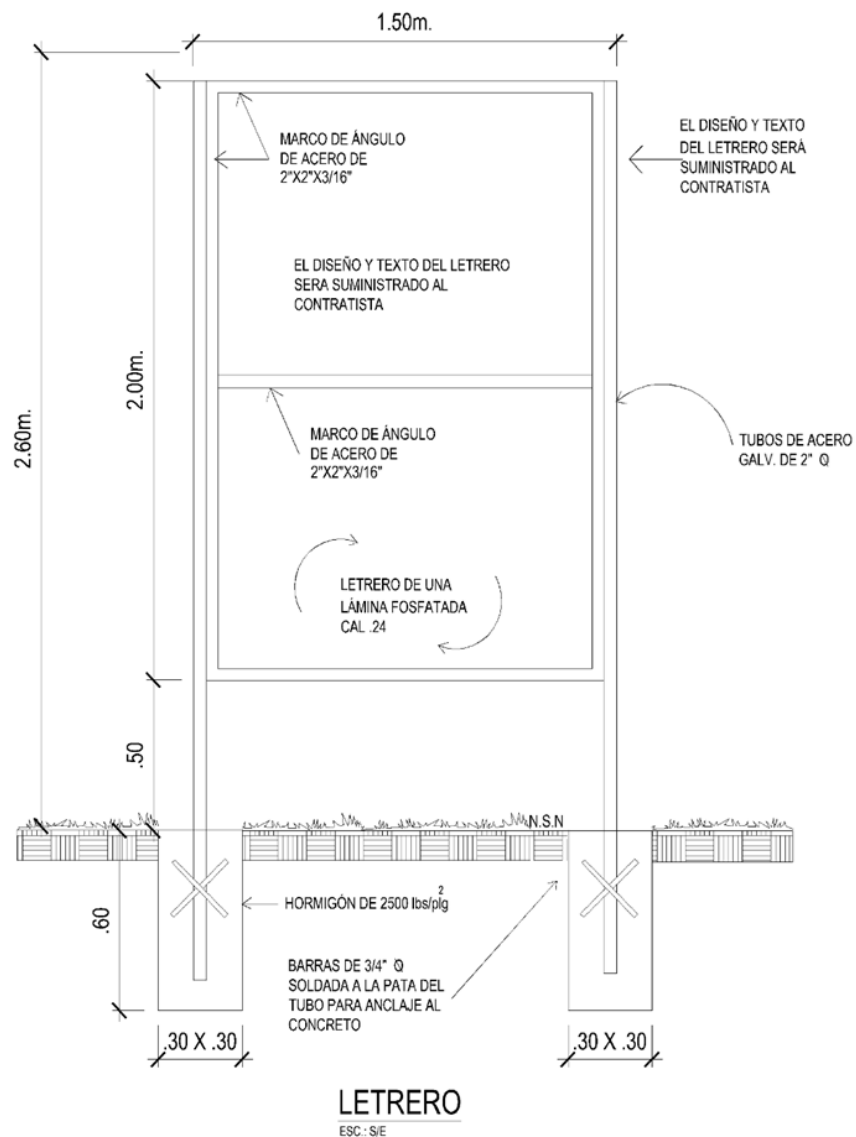 1.50m.
MARCO DE ÁNGULO
DE ACERO DE
2"X2"X3/16"
EL DISEÑO Y TEXTO
DEL LETRERO SERÀ
SUMINISTRADO AL
CONTRATISTA
EL DISEÑO Y TEXTO DEL LETRERO
SERA SUMINISTRADO AL
CONTRATISTA
2.00m.
2.60m.
MARCO DE ÁNGULO
DE ACERO DE
2"X2"X3/16"
TUBOS DE ACERO
GALV. DE 2" Q
LETRERO DE UNA
LÁMINA FOSFATADA
CAL .24
.50
N.S.N
.60
HORMIGÓN DE 2500 lbs/plg²
BARRAS DE 3/4" Q
SOLDADA A LA PATA DEL
TUBO PARA ANCLAJE AL
CONCRETO
.30 X .30
.30 X .30
LETRERO
ESC.: S/E